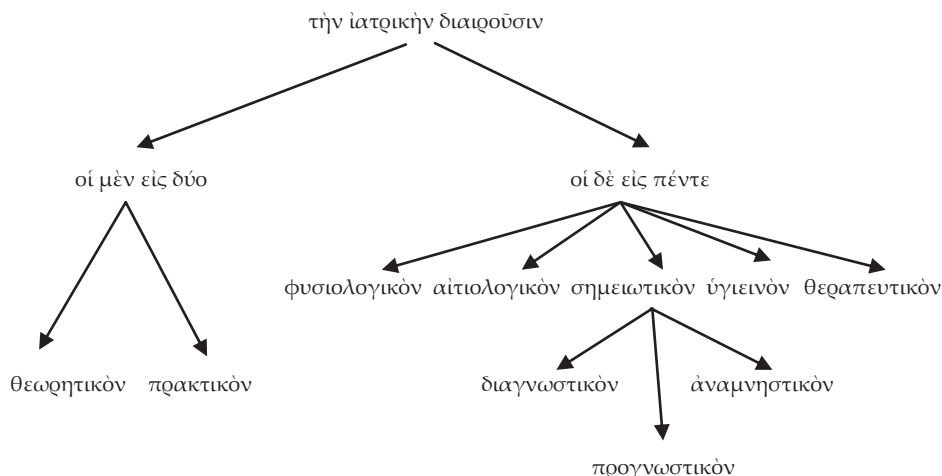 τὴν ἰατρικὴν διαιροῦσιν
οἱ μὲν εἰς δύο
οἱ δὲ εἰς πέντε
φυσιολογικὸν αἰτιολογικὸν σημειωτικὸν ὑγιεινὸν θεραπευτικὸν
θεωρητικὸν πρακτικὸν
διαγνωστικὸν ἀναμνηστικὸν
προγνωστικὸν